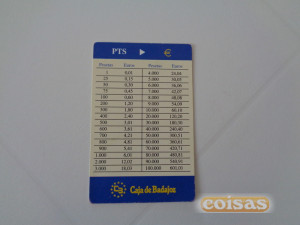 PTS ▶ €
Pesetas Euros Pesetas Euros
1 0,01 4.000 24,04
25 0,15 5.000 30,05
50 0,30 6.000 36,06
75 0,45 7.000 42,07
100 0,60 8.000 48,08
200 1,20 9.000 54,09
300 1,80 10.000 60,10
400 2,40 20.000 120,20
500 3,01 30.000 180,30
600 3,61 40.000 240,40
700 4,21 50.000 300,51
800 4,81 60.000 360,61
900 5,41 70.000 420,71
1.000 6,01 80.000 480,81
2.000 12,02 90.000 540,91
3.000 18,03 100.000 601,01
Caja de Badajoz
coisas